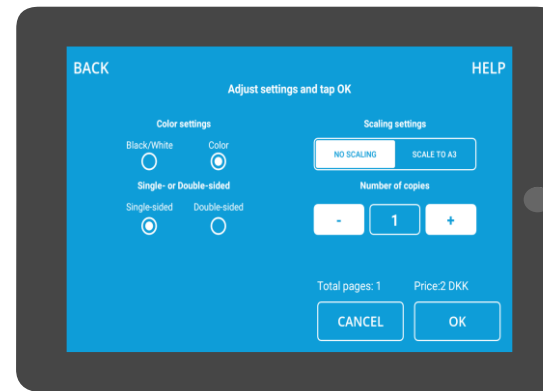 BACK
HELP
Adjust settings and tap OK
Color settings
Black/White Color
Single- or Double-sided
Single-sided Double-sided
Scaling settings
NO SCALING SCALE TO A3
Number of copies
- 1 +
Total pages: 1 Price:2 DKK
CANCEL OK